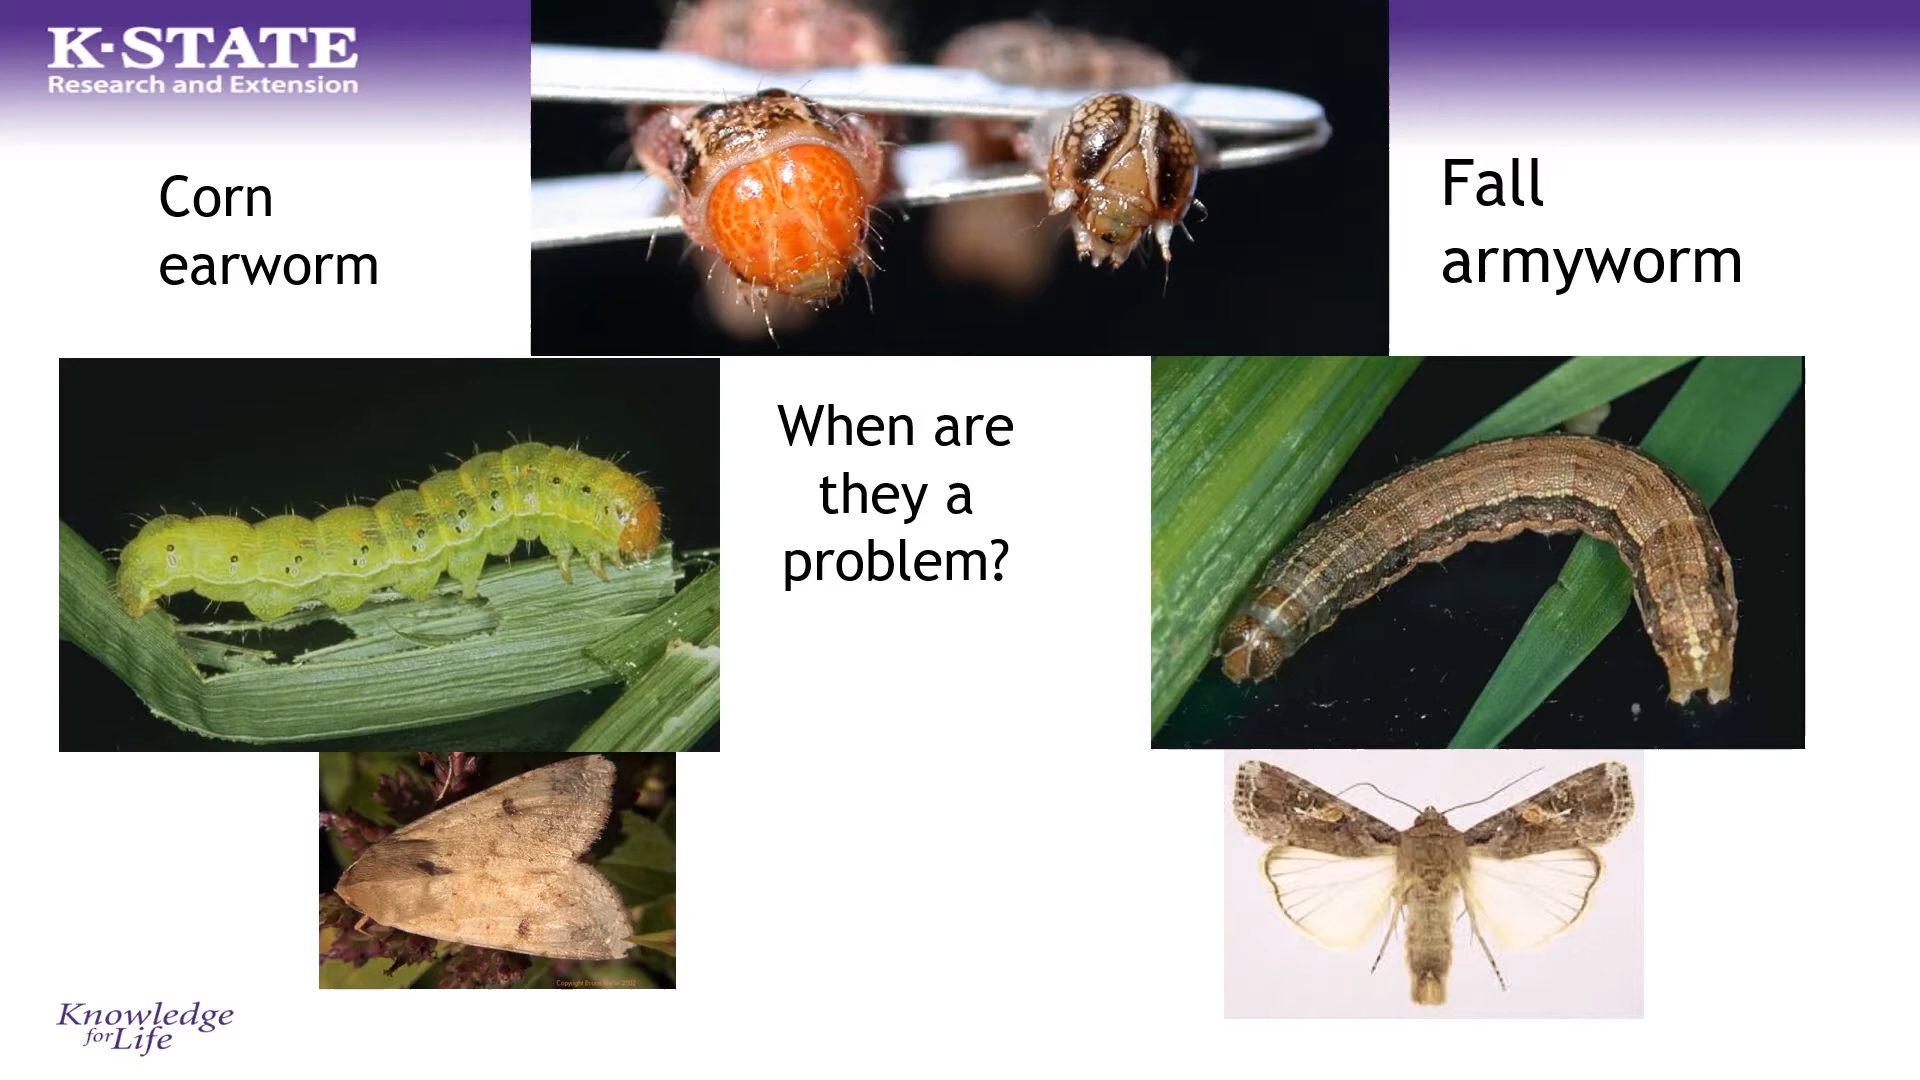 K-STATE
Research and Extension
Corn
earworm
Fall
armyworm
When are
they a
problem?
Knowledge
for Life